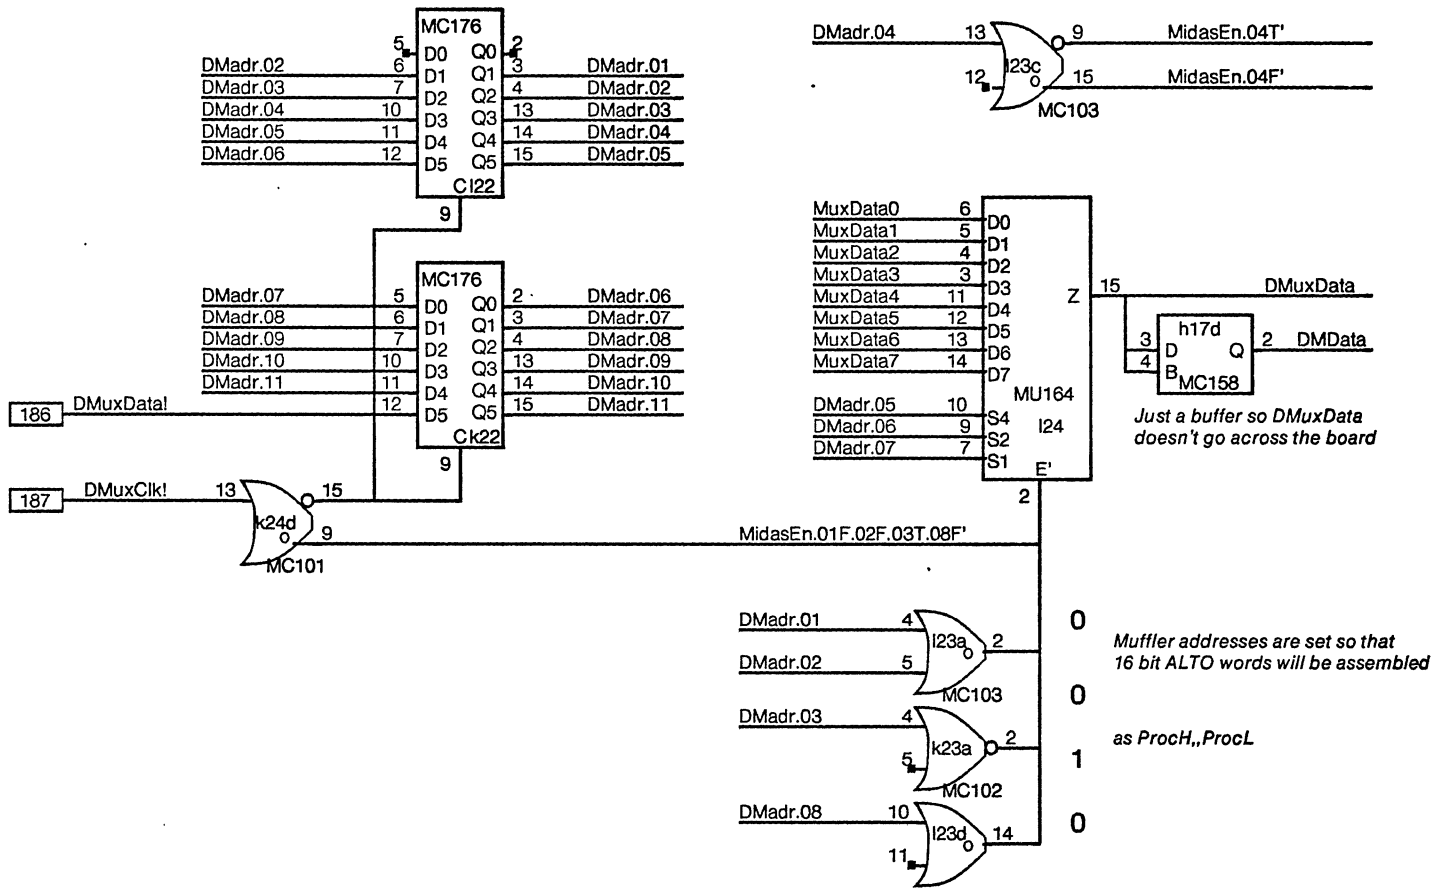 MC176
5 D0 Q0 2
DMadr.02 6 D1 Q1 3 DMadr.01
DMadr.03 7 D2 Q2 4 DMadr.02
DMadr.04 10 D3 Q3 13 DMadr.03
DMadr.05 11 D4 Q4 14 DMadr.04
DMadr.06 12 D5 Q5 15 DMadr.05
C l22
9
MC176
DMadr.07 5 D0 Q0 2 DMadr.06
DMadr.08 6 D1 Q1 3 DMadr.07
DMadr.09 7 D2 Q2 4 DMadr.08
DMadr.10 10 D3 Q3 13 DMadr.09
DMadr.11 11 D4 Q4 14 DMadr.10
186 DMuxData! 12 D5 Q5 15 DMadr.11
C k22
9
187 DMuxClk! 13 k24d 15
9
MC101
MidasEn.01F.02F.03T.08F'
DMadr.04 13 l23c 9 MidasEn.04T'
12 15 MidasEn.04F'
MC103
MuxData0 6 D0
MuxData1 5 D1
MuxData2 4 D2
MuxData3 3 D3
MuxData4 11 D4
MuxData5 12 D5
MuxData6 13 D6
MuxData7 14 D7
Z 15 DMuxData
MU164
l24
DMadr.05 10 S4
DMadr.06 9 S2
DMadr.07 7 S1
E'
2
h17d
3 D Q 2 DMData
4 B
MC158
Just a buffer so DMuxData
doesn't go across the board
DMadr.01 4 l23a 2 0
DMadr.02 5 0
MC103
DMadr.03 4 k23a 2 1
5
MC102
DMadr.08 10 l23d 14 0
11
Muffler addresses are set so that
16 bit ALTO words will be assembled
as ProcH,,ProcL